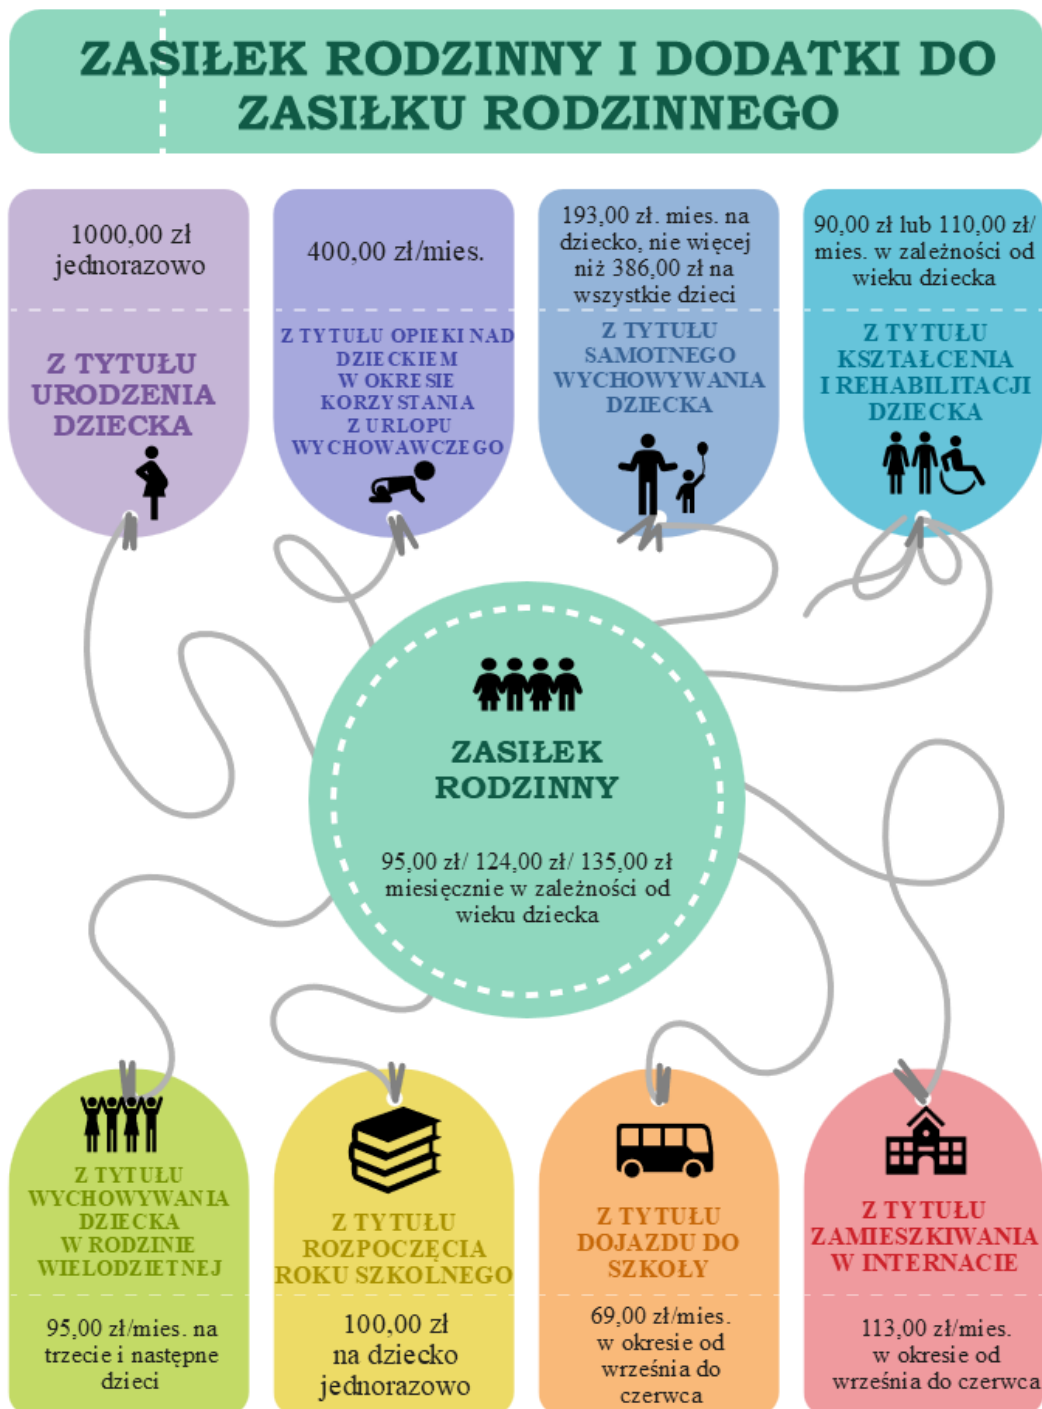 ZASIŁEK RODZINNY I DODATKI DO
ZASIŁKU RODZINNEGO
1000,00 zł
jednorazowo
Z TYTUŁU
URODZENIA
DZIECKA
400,00 zł/mies.
Z TYTUŁU OPIEKI NAD
DZIECKIEM
W OKRESIE
KORZYSTANIA
Z URLOPU
WYCHOWAWCZEGO
193,00 zł. mies. na
dziecko, nie więcej
niż 386,00 zł na
wszystkie dzieci
Z TYTUŁU
SAMOTNEGO
WYCHOWYWANIA
DZIECKA
90,00 zł lub 110,00 zł/
mies. w zależności od
wieku dziecka
Z TYTUŁU
KSZTAŁCENIA
I REHABILITACJI
DZIECKA
ZASIŁEK
RODZINNY
95,00 zł/ 124,00 zł/ 135,00 zł
miesięcznie w zależności od
wieku dziecka
Z TYTUŁU
WYCHOWYWANIA
DZIECKA
W RODZINIE
WIELODZIETNEJ
95,00 zł/mies. na
trzecie i następne
dzieci
Z TYTUŁU
ROZPOCZĘCIA
ROKU SZKOLNEGO
100,00 zł
na dziecko
jednorazowo
Z TYTUŁU
DOJAZDU DO
SZKOŁY
69,00 zł/mies.
w okresie od
września do
czerwca
Z TYTUŁU
ZAMIESZKIWANIA
W INTERNACIE
113,00 zł/mies.
w okresie od
września do czerwca